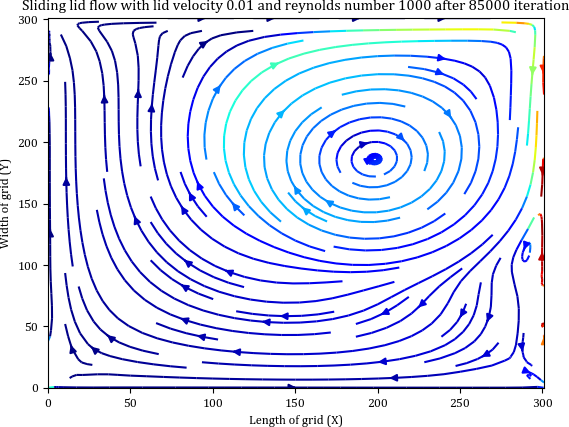 Sliding lid flow with lid velocity 0.01 and reynolds number 1000 after 85000 iteration
300
250
200
150
100
50
0
Width of grid (Y)
0 50 100 150 200 250 300
Length of grid (X)